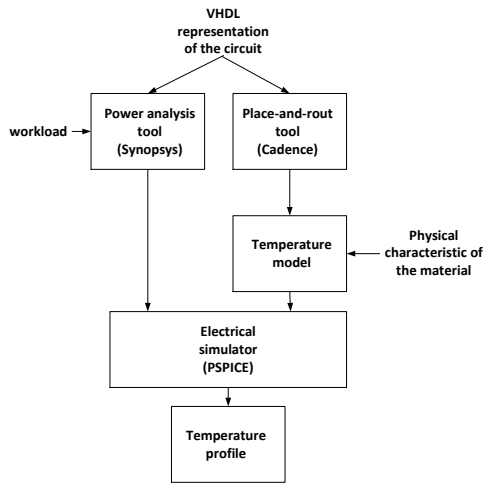 VHDL
representation
of the circuit
Power analysis
tool
(Synopsys)
Place-and-rout
tool
(Cadence)
workload
Temperature
model
Physical
characteristic of
the material
Electrical
simulator
(PSPICE)
Temperature
profile